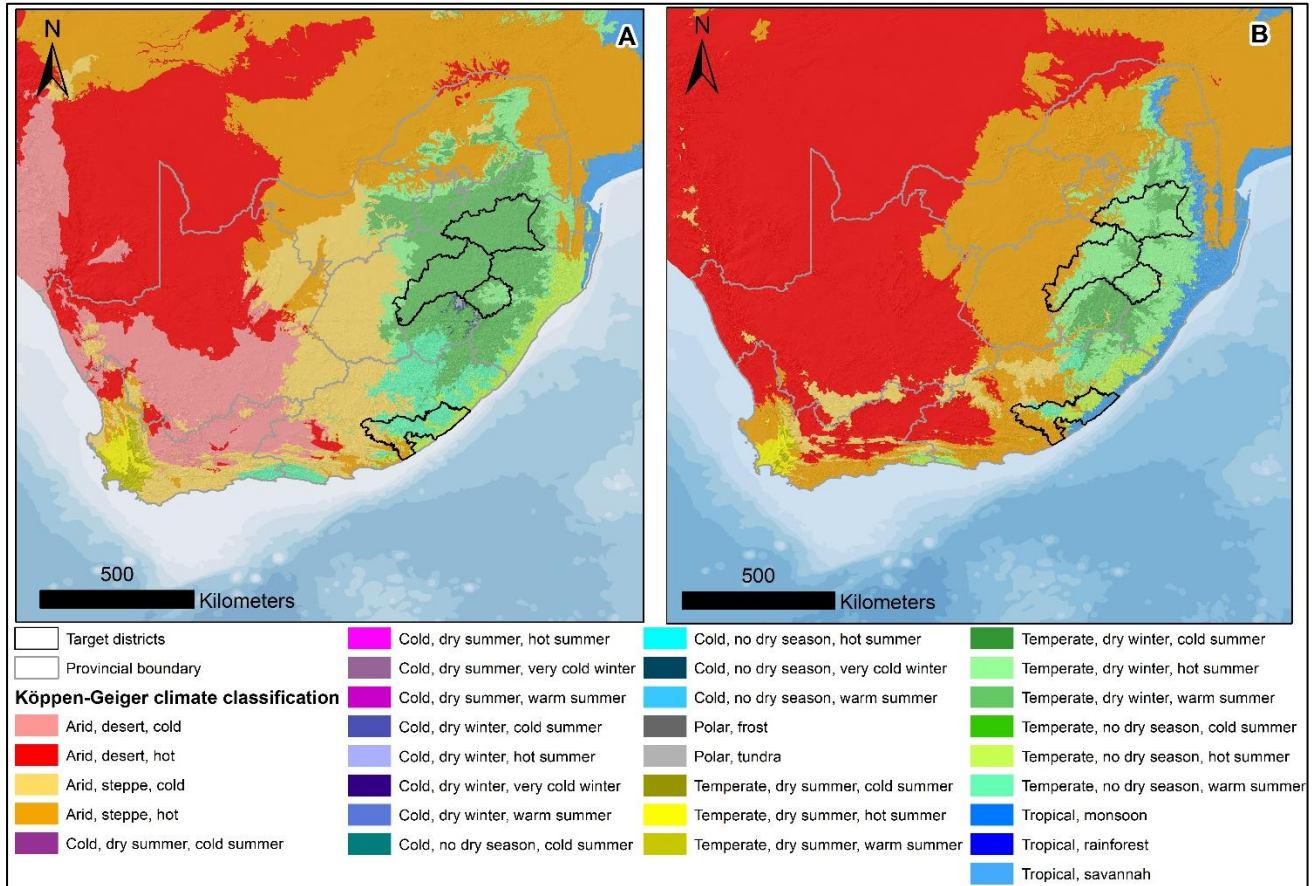 N
A
500
Kilometers
N
B
500
Kilometers
Target districts
Provincial boundary
Köppen-Geiger climate classification
Arid, desert, cold
Arid, desert, hot
Arid, steppe, cold
Arid, steppe, hot
Cold, dry summer, cold summer
Cold, dry summer, hot summer
Cold, dry summer, very cold winter
Cold, dry summer, warm summer
Cold, dry winter, cold summer
Cold, dry winter, hot summer
Cold, dry winter, very cold winter
Cold, dry winter, warm summer
Cold, no dry season, cold summer
Cold, no dry season, hot summer
Cold, no dry season, very cold winter
Cold, no dry season, warm summer
Polar, frost
Polar, tundra
Temperate, dry summer, cold summer
Temperate, dry summer, hot summer
Temperate, dry summer, warm summer
Temperate, dry winter, cold summer
Temperate, dry winter, hot summer
Temperate, dry winter, warm summer
Temperate, no dry season, cold summer
Temperate, no dry season, hot summer
Temperate, no dry season, warm summer
Tropical, monsoon
Tropical, rainforest
Tropical, savannah